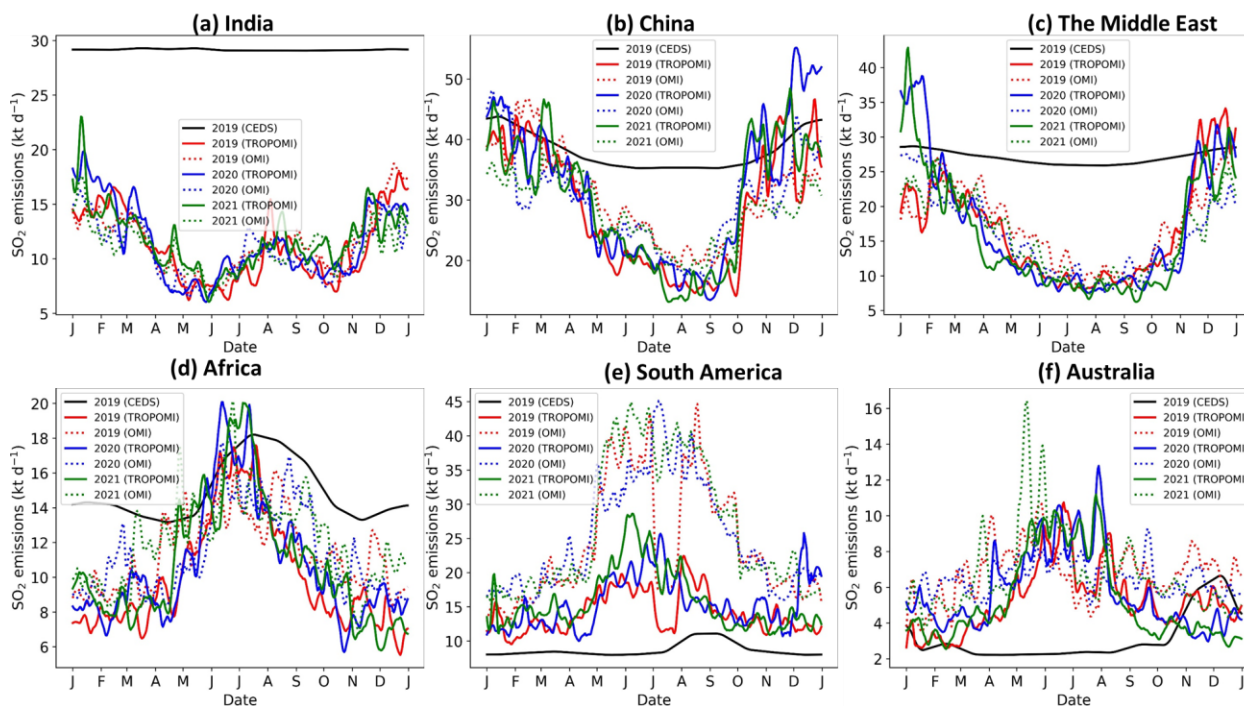 (a) India
SO₂ emissions (kt d⁻¹)
30
25
20
15
10
5
2019 (CEDS)
2019 (TROPOMI)
2019 (OMI)
2020 (TROPOMI)
2020 (OMI)
2021 (TROPOMI)
2021 (OMI)
J F M A M J J A S O N D J
Date
(b) China
SO₂ emissions (kt d⁻¹)
50
40
30
20
2019 (CEDS)
2019 (TROPOMI)
2019 (OMI)
2020 (TROPOMI)
2020 (OMI)
2021 (TROPOMI)
2021 (OMI)
J F M A M J J A S O N D J
Date
(c) The Middle East
SO₂ emissions (kt d⁻¹)
45
40
35
30
25
20
15
10
5
2019 (CEDS)
2019 (TROPOMI)
2019 (OMI)
2020 (TROPOMI)
2020 (OMI)
2021 (TROPOMI)
2021 (OMI)
J F M A M J J A S O N D J
Date
(d) Africa
SO₂ emissions (kt d⁻¹)
20
18
16
14
12
10
8
6
2019 (CEDS)
2019 (TROPOMI)
2019 (OMI)
2020 (TROPOMI)
2020 (OMI)
2021 (TROPOMI)
2021 (OMI)
J F M A M J J A S O N D J
Date
(e) South America
SO₂ emissions (kt d⁻¹)
45
40
35
30
25
20
15
10
2019 (CEDS)
2019 (TROPOMI)
2019 (OMI)
2020 (TROPOMI)
2020 (OMI)
2021 (TROPOMI)
2021 (OMI)
J F M A M J J A S O N D J
Date
(f) Australia
SO₂ emissions (kt d⁻¹)
16
14
12
10
8
6
4
2
2019 (CEDS)
2019 (TROPOMI)
2019 (OMI)
2020 (TROPOMI)
2020 (OMI)
2021 (TROPOMI)
2021 (OMI)
J F M A M J J A S O N D J
Date